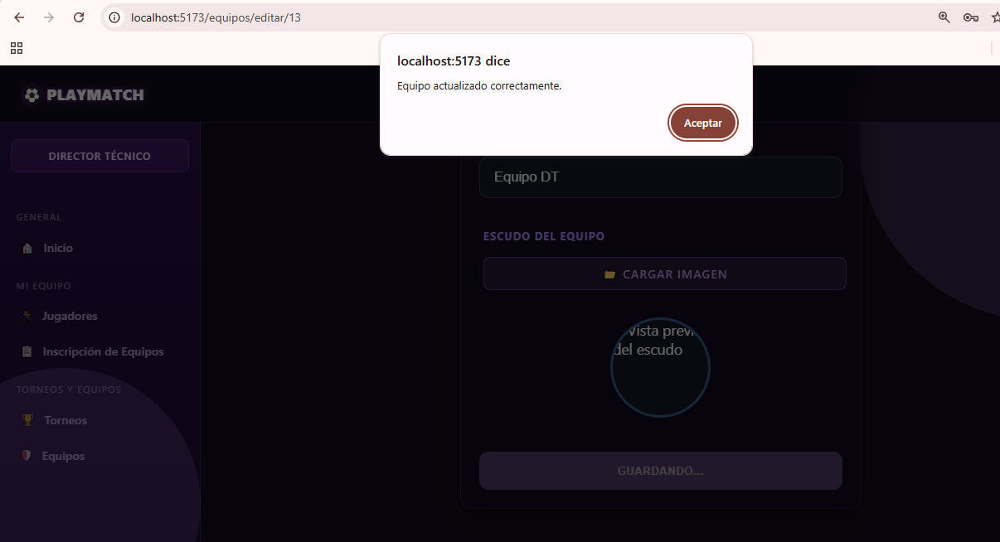 localhost:5173/equipos/editar/13
localhost:5173 dice
Equipo actualizado correctamente.
Aceptar
PLAYMATCH
DIRECTOR TÉCNICO
GENERAL
Inicio
MI EQUIPO
Jugadores
Inscripción de Equipos
TORNEOS Y EQUIPOS
Torneos
Equipos
Equipo DT
ESCUDO DEL EQUIPO
CARGAR IMAGEN
Vista previ
del escudo
GUARDANDO...